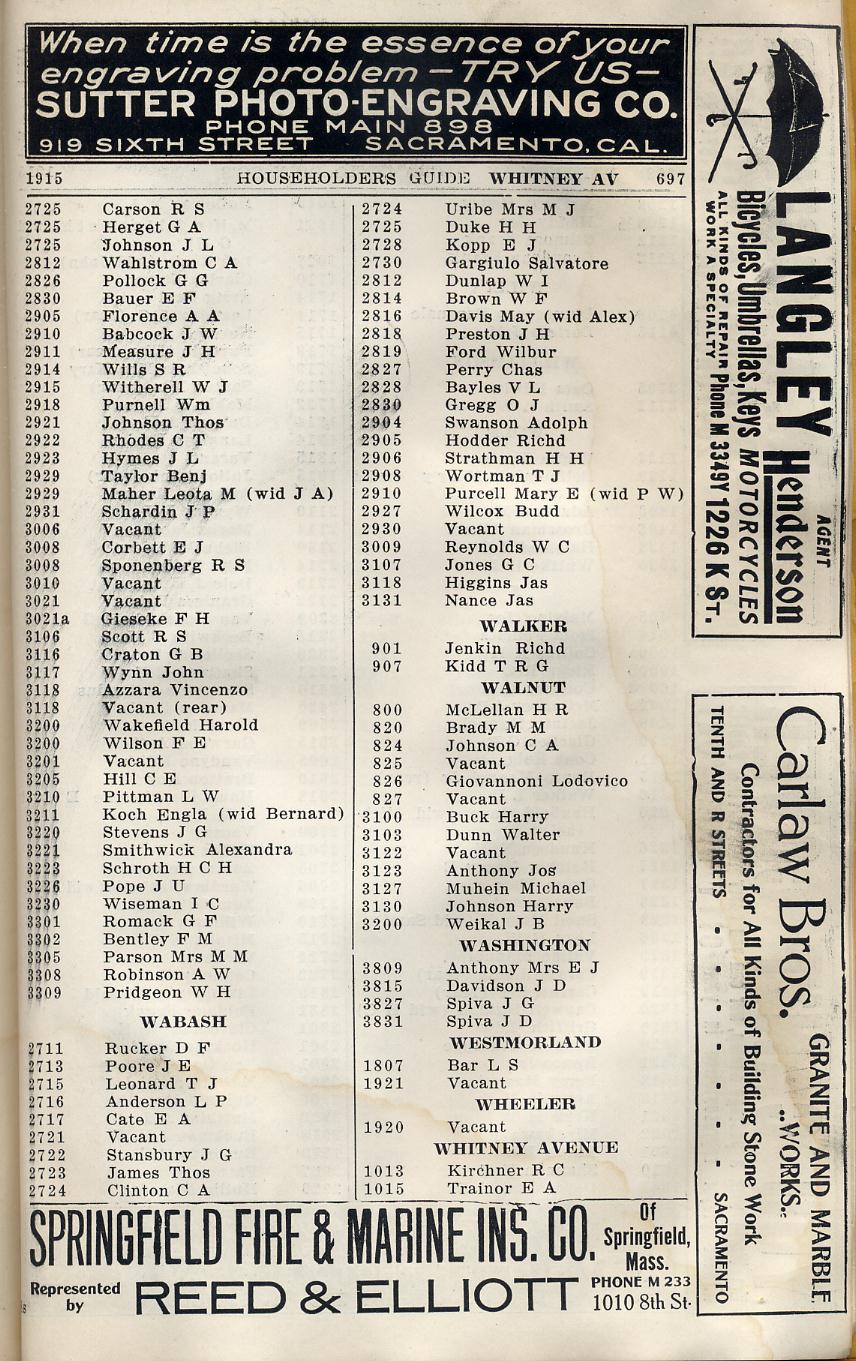 When time is the essence of your
engraving problem — TRY US —
SUTTER PHOTO-ENGRAVING CO.
PHONE MAIN 898
919 SIXTH STREET SACRAMENTO, CAL.
1915 HOUSEHOLDERS GUIDE WHITNEY AV 697
2725 Carson R S
2725 Herget G A
2725 Johnson J L
2812 Wahlstrom C A
2826 Pollock G G
2830 Bauer E F
2905 Florence A A
2910 Babcock J W
2911 Measure J H
2914 Wills S R
2915 Witherell W J
2918 Purnell Wm
2921 Johnson Thos
2922 Rhodes C T
2923 Hymes J L
2929 Taylor Benj
2929 Maher Leota M (wid J A)
2931 Schardin J P
3006 Vacant
3008 Corbett E J
3008 Sponenberg R S
3010 Vacant
3021 Vacant
3021a Gieseke F H
3106 Scott R S
3116 Craton G B
3117 Wynn John
3118 Azzara Vincenzo
3118 Vacant (rear)
3200 Wakefield Harold
3200 Wilson F E
3201 Vacant
3205 Hill C E
3210 Pittman L W
3211 Koch Engla (wid Bernard)
3220 Stevens J G
3221 Smithwick Alexandra
3223 Schroth H C H
3226 Pope J U
3230 Wiseman I C
3301 Romack G F
3302 Bentley F M
3305 Parson Mrs M M
3308 Robinson A W
3309 Pridgeon W H
WABASH
2711 Rucker D F
2713 Poore J E
2715 Leonard T J
2716 Anderson L P
2717 Cate E A
2721 Vacant
2722 Stansbury J G
2723 James Thos
2724 Clinton C A
2724 Uribe Mrs M J
2725 Duke H H
2728 Kopp E J
2730 Gargiulo Salvatore
2812 Dunlap W I
2814 Brown W F
2816 Davis May (wid Alex)
2818 Preston J H
2819 Ford Wilbur
2827 Perry Chas
2828 Bayles V L
2830 Gregg O J
2904 Swanson Adolph
2905 Hodder Richd
2906 Strathman H H
2908 Wortman T J
2910 Purcell Mary E (wid P W)
2927 Wilcox Budd
2930 Vacant
3009 Reynolds W C
3107 Jones G C
3118 Higgins Jas
3131 Nance Jas
WALKER
901 Jenkin Richd
907 Kidd T R G
WALNUT
800 McLellan H R
820 Brady M M
824 Johnson C A
825 Vacant
826 Giovannoni Lodovico
827 Vacant
3100 Buck Harry
3103 Dunn Walter
3122 Vacant
3123 Anthony Jos
3127 Muhein Michael
3130 Johnson Harry
3200 Weikal J B
WASHINGTON
3809 Anthony Mrs E J
3815 Davidson J D
3827 Spiva J G
3831 Spiva J D
WESTMORLAND
1807 Bar L S
1921 Vacant
WHEELER
1920 Vacant
WHITNEY AVENUE
1013 Kirchner R C
1015 Trainor E A
LANGLEY AGENT Henderson
Bicycles, Umbrellas, Keys MOTORCYCLES
ALL KINDS OF REPAIR
WORK A SPECIALTY
Phone M 3349Y 1226 K ST.
Carlaw Bros. GRANITE AND MARBLE
..WORKS..
Contractors for All Kinds of Building Stone Work
TENTH AND R STREETS . . . . . . . SACRAMENTO
SPRINGFIELD FIRE & MARINE INS. CO. Of Springfield, Mass.
Represented by REED & ELLIOTT PHONE M 233
1010 8th St.